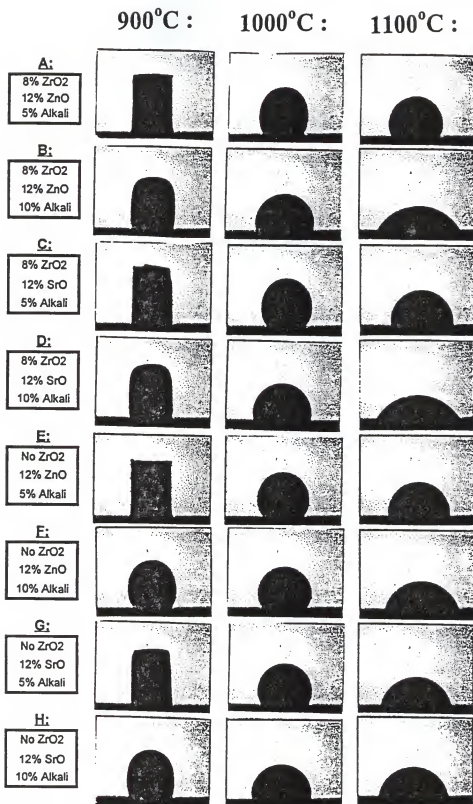 900°C :
1000°C :
1100°C :
A:
8% ZrO2
12% ZnO
5% Alkali
B:
8% ZrO2
12% ZnO
10% Alkali
C:
8% ZrO2
12% SrO
5% Alkali
D:
8% ZrO2
12% SrO
10% Alkali
E:
No ZrO2
12% ZnO
5% Alkali
F:
No ZrO2
12% ZnO
10% Alkali
G:
No ZrO2
12% SrO
5% Alkali
H:
No ZrO2
12% SrO
10% Alkali